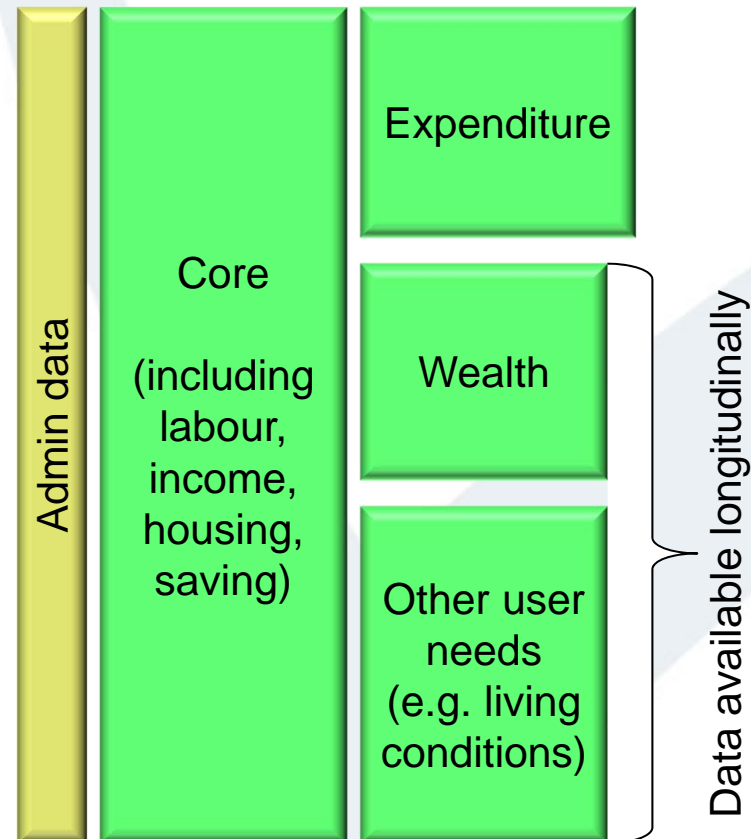 Admin data
Core
(including
labour,
income,
housing,
saving)
Expenditure
Wealth
Other user
needs
(e.g. living
conditions)
Data available longitudinally